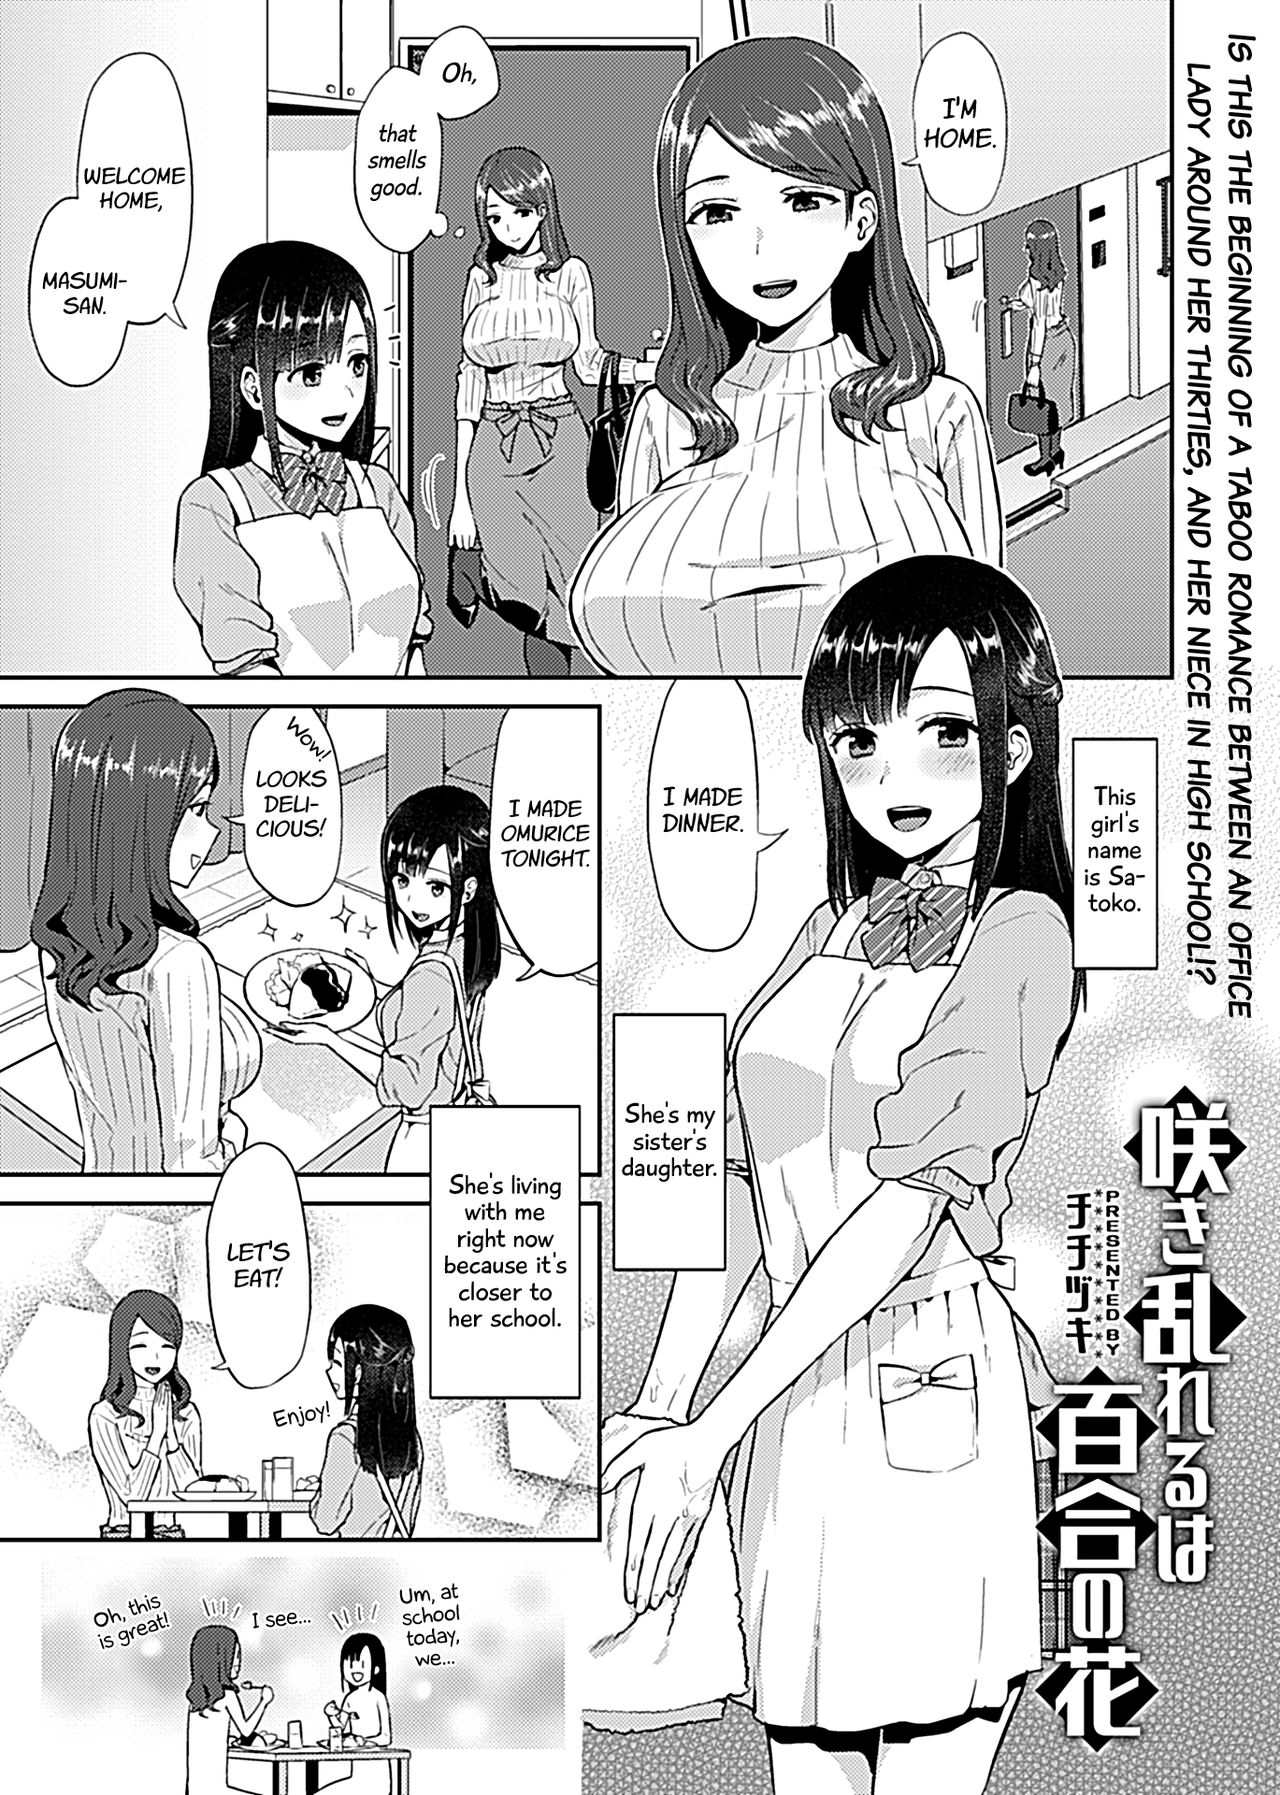 IS THIS THE BEGINNING OF A TABOO ROMANCE BETWEEN AN OFFICE
LADY AROUND HER THIRTIES, AND HER NIECE IN HIGH SCHOOL!?
I'M
HOME.
Oh,
that
smells
good.
WELCOME
HOME,
MASUMI-
SAN.
This
girl's
name
is Sa-
toko.
I MADE
DINNER.
She's my
sister's
daughter.
咲き乱れるは
百合の花
PRESENTED BY
チチヅキ
I MADE
OMURICE
TONIGHT.
Wow!
LOOKS
DELI-
CIOUS!
She's living
with me
right now
because it's
closer to
her school.
LET'S
EAT!
Enjoy!
Um, at
school
today,
we...
I see...
Oh, this
is great!